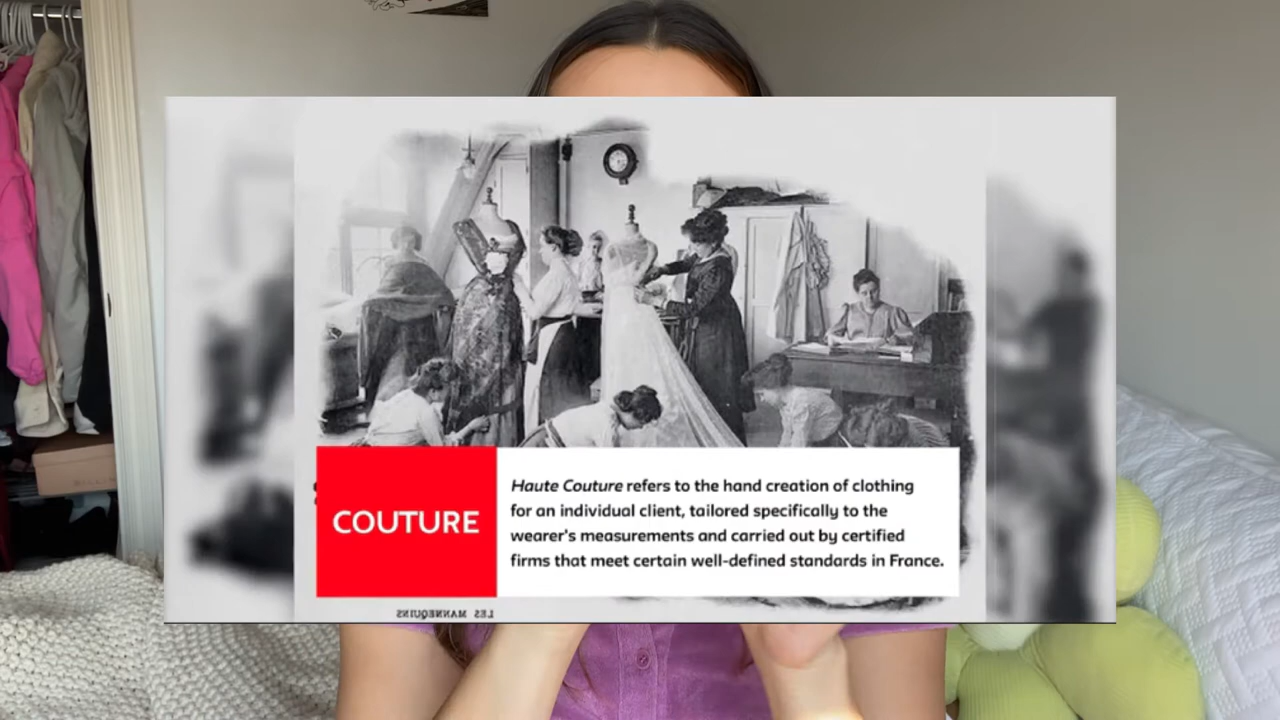 COUTURE
Haute Couture refers to the hand creation of clothing
for an individual client, tailored specifically to the
wearer's measurements and carried out by certified
firms that meet certain well-defined standards in France.
LES MANNEQUINS